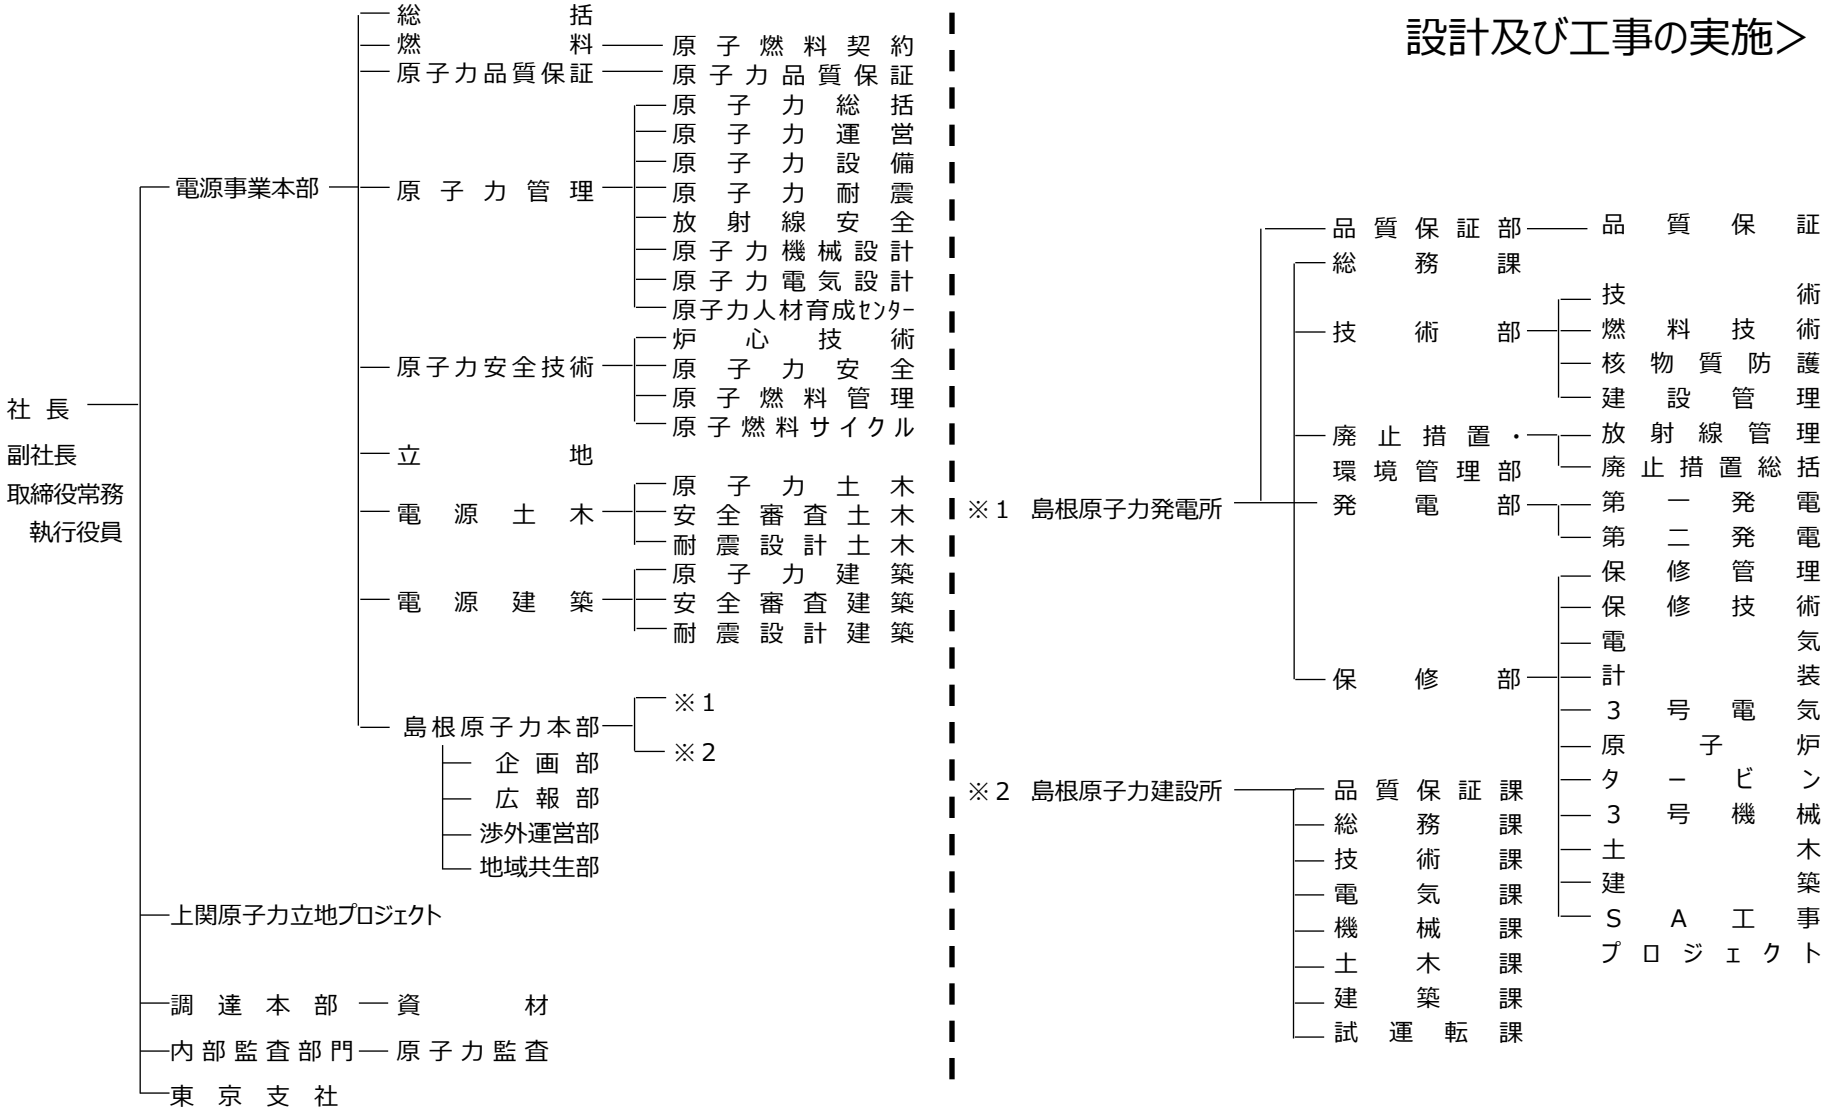 設計及び工事の実施＞
社長
副社長
取締役常務
執行役員
電源事業本部
総括
燃料
原子燃料契約
原子力品質保証
原子力品質保証
原子力管理
原子力総括
原子力運営
原子力設備
原子力耐震
放射線安全
原子力機械設計
原子力電気設計
原子力人材育成ｾﾝﾀｰ
原子力安全技術
炉心技術
原子力安全
原子燃料管理
原子燃料サイクル
立地
電源土木
原子力土木
安全審査土木
耐震設計土木
電源建築
原子力建築
安全審査建築
耐震設計建築
島根原子力本部
※１
※２
企画部
広報部
渉外運営部
地域共生部
上関原子力立地ﾌﾟﾛｼﾞｪｸﾄ
調達本部
資材
内部監査部門
原子力監査
東京支社
※１ 島根原子力発電所
品質保証部
品質保証
総務課
技術部
技術
燃料技術
核物質防護
建設管理
廃止措置・
環境管理部
放射線管理
廃止措置総括
発電部
第一発電
第二発電
保修部
保修管理
保修技術
電気
計装
３号電気
原子炉
タービン
３号機械
土木
建築
ＳＡ工事
プロジェクト
※２ 島根原子力建設所
品質保証課
総務課
技術課
電気課
機械課
土木課
建築課
試運転課